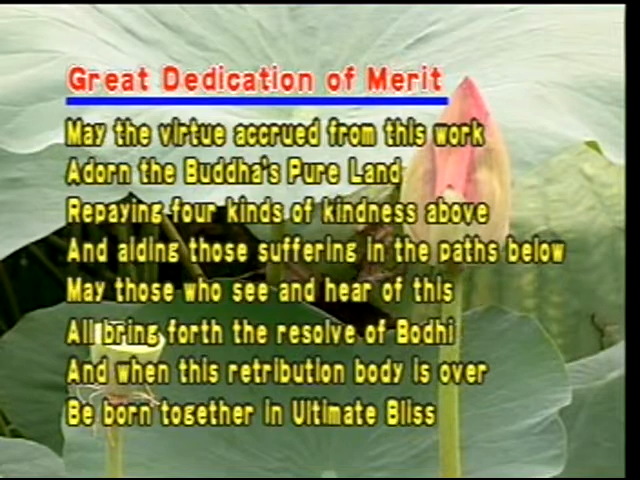 Great Dedication of Merit
May the virtue accrued from this work
Adorn the Buddha's Pure Land
Repaying four kinds of kindness above
And aiding those suffering in the paths below
May those who see and hear of this
All bring forth the resolve of Bodhi
And when this retribution body is over
Be born together in Ultimate Bliss